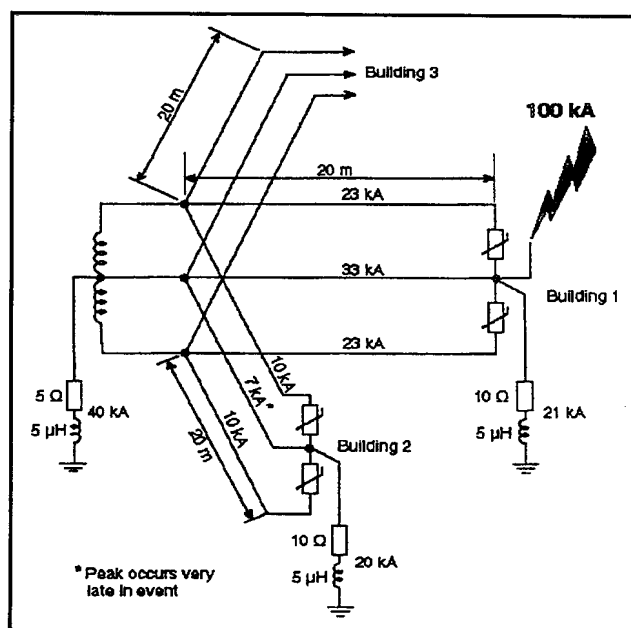 Building 3
100 kA
20 m
20 m
23 kA
33 kA
Building 1
23 kA
10 kA
7 kA*
10 kA
20 m
Building 2
5 Ω
40 kA
5 µH
10 Ω
21 kA
5 µH
10 Ω
20 kA
5 µH
* Peak occurs very
late in event